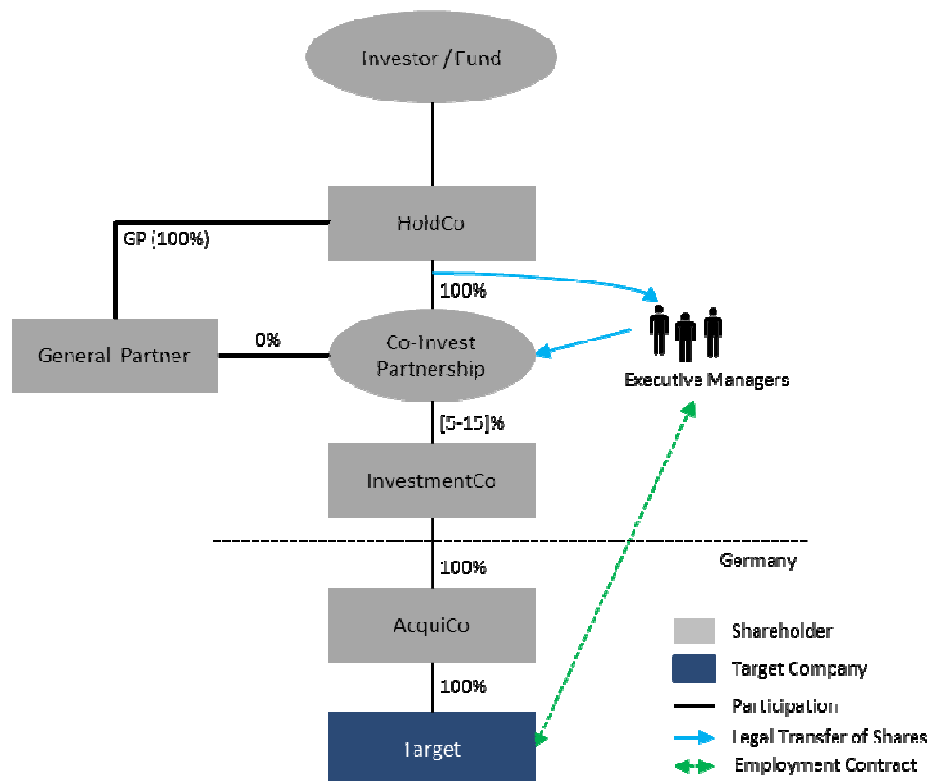 Investor / Fund
HoldCo
GP (100%)
100%
General Partner
0%
Co-Invest
Partnership
Executive Managers
[5-15]%
InvestmentCo
Germany
100%
AcquiCo
100%
Target
Shareholder
Target Company
Participation
Legal Transfer of Shares
Employment Contract